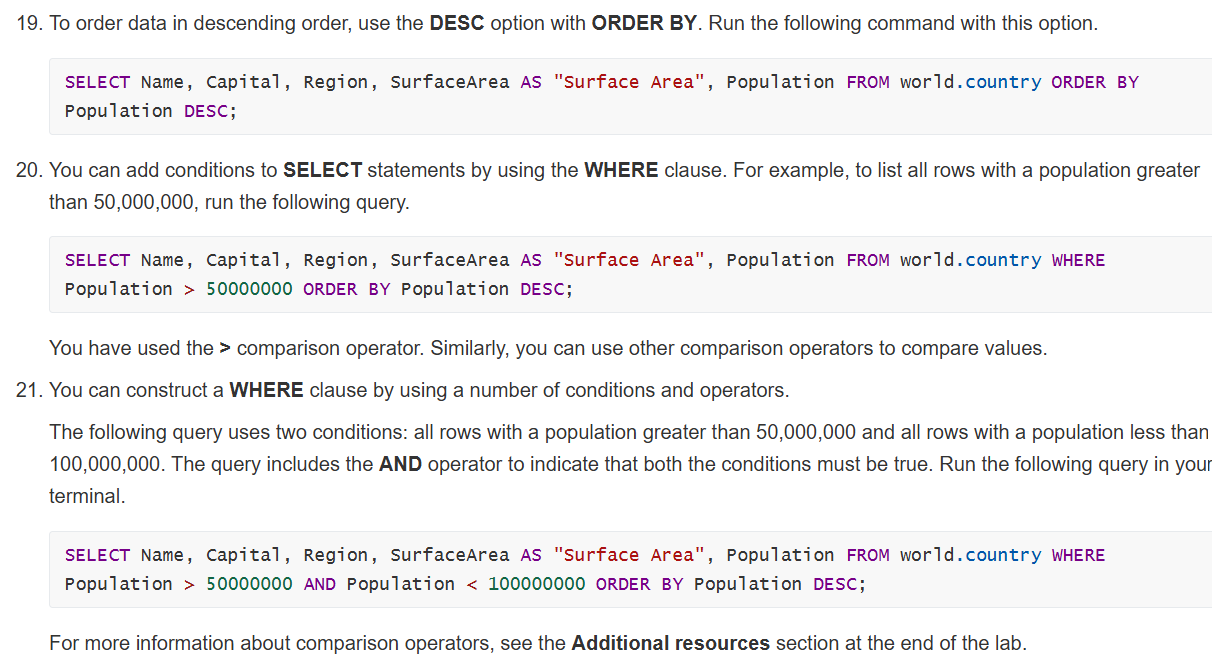 19. To order data in descending order, use the DESC option with ORDER BY. Run the following command with this option.
SELECT Name, Capital, Region, SurfaceArea AS "Surface Area", Population FROM world.country ORDER BY
Population DESC;
20. You can add conditions to SELECT statements by using the WHERE clause. For example, to list all rows with a population greater
than 50,000,000, run the following query.
SELECT Name, Capital, Region, SurfaceArea AS "Surface Area", Population FROM world.country WHERE
Population > 50000000 ORDER BY Population DESC;
You have used the > comparison operator. Similarly, you can use other comparison operators to compare values.
21. You can construct a WHERE clause by using a number of conditions and operators.
The following query uses two conditions: all rows with a population greater than 50,000,000 and all rows with a population less than
100,000,000. The query includes the AND operator to indicate that both the conditions must be true. Run the following query in your
terminal.
SELECT Name, Capital, Region, SurfaceArea AS "Surface Area", Population FROM world.country WHERE
Population > 50000000 AND Population < 100000000 ORDER BY Population DESC;
For more information about comparison operators, see the Additional resources section at the end of the lab.